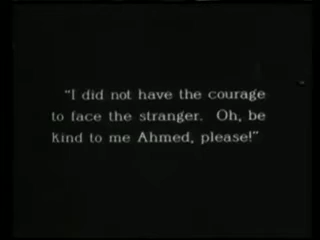 "I did not have the courage
to face the stranger. Oh, be
kind to me Ahmed, please!"